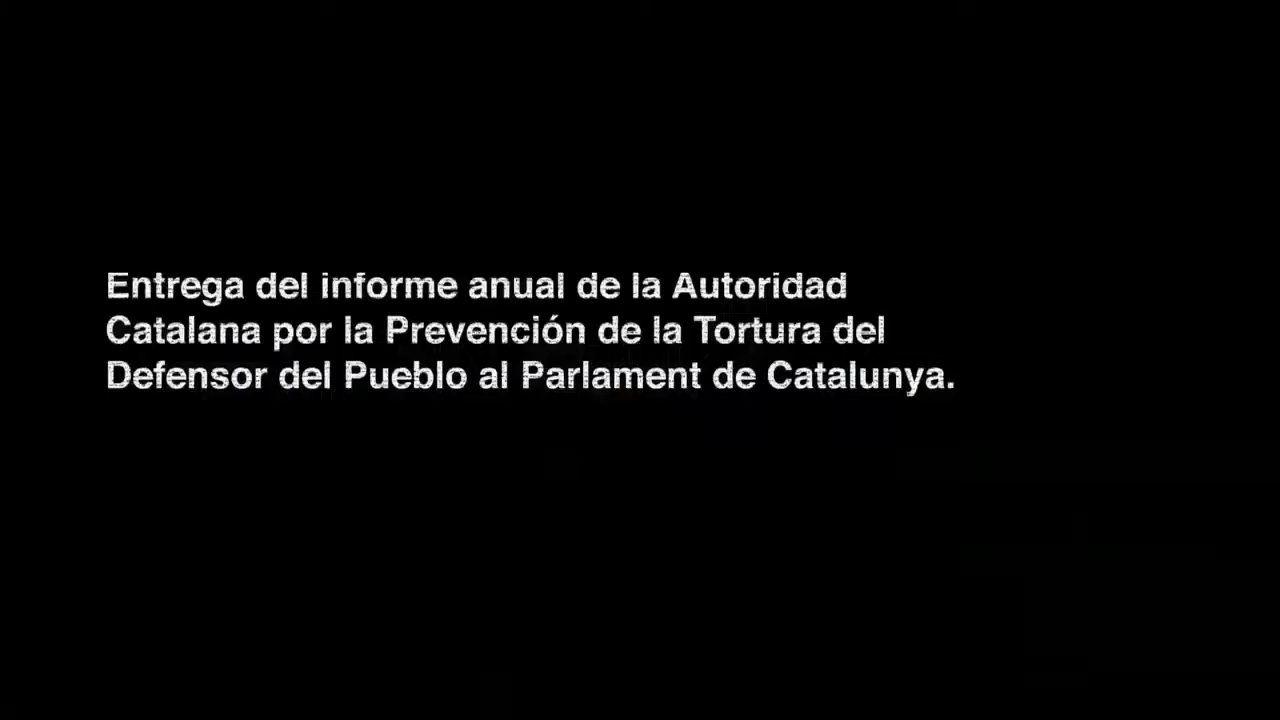 Entrega del informe anual de la Autoridad
Catalana por la Prevención de la Tortura del
Defensor del Pueblo al Parlament de Catalunya.